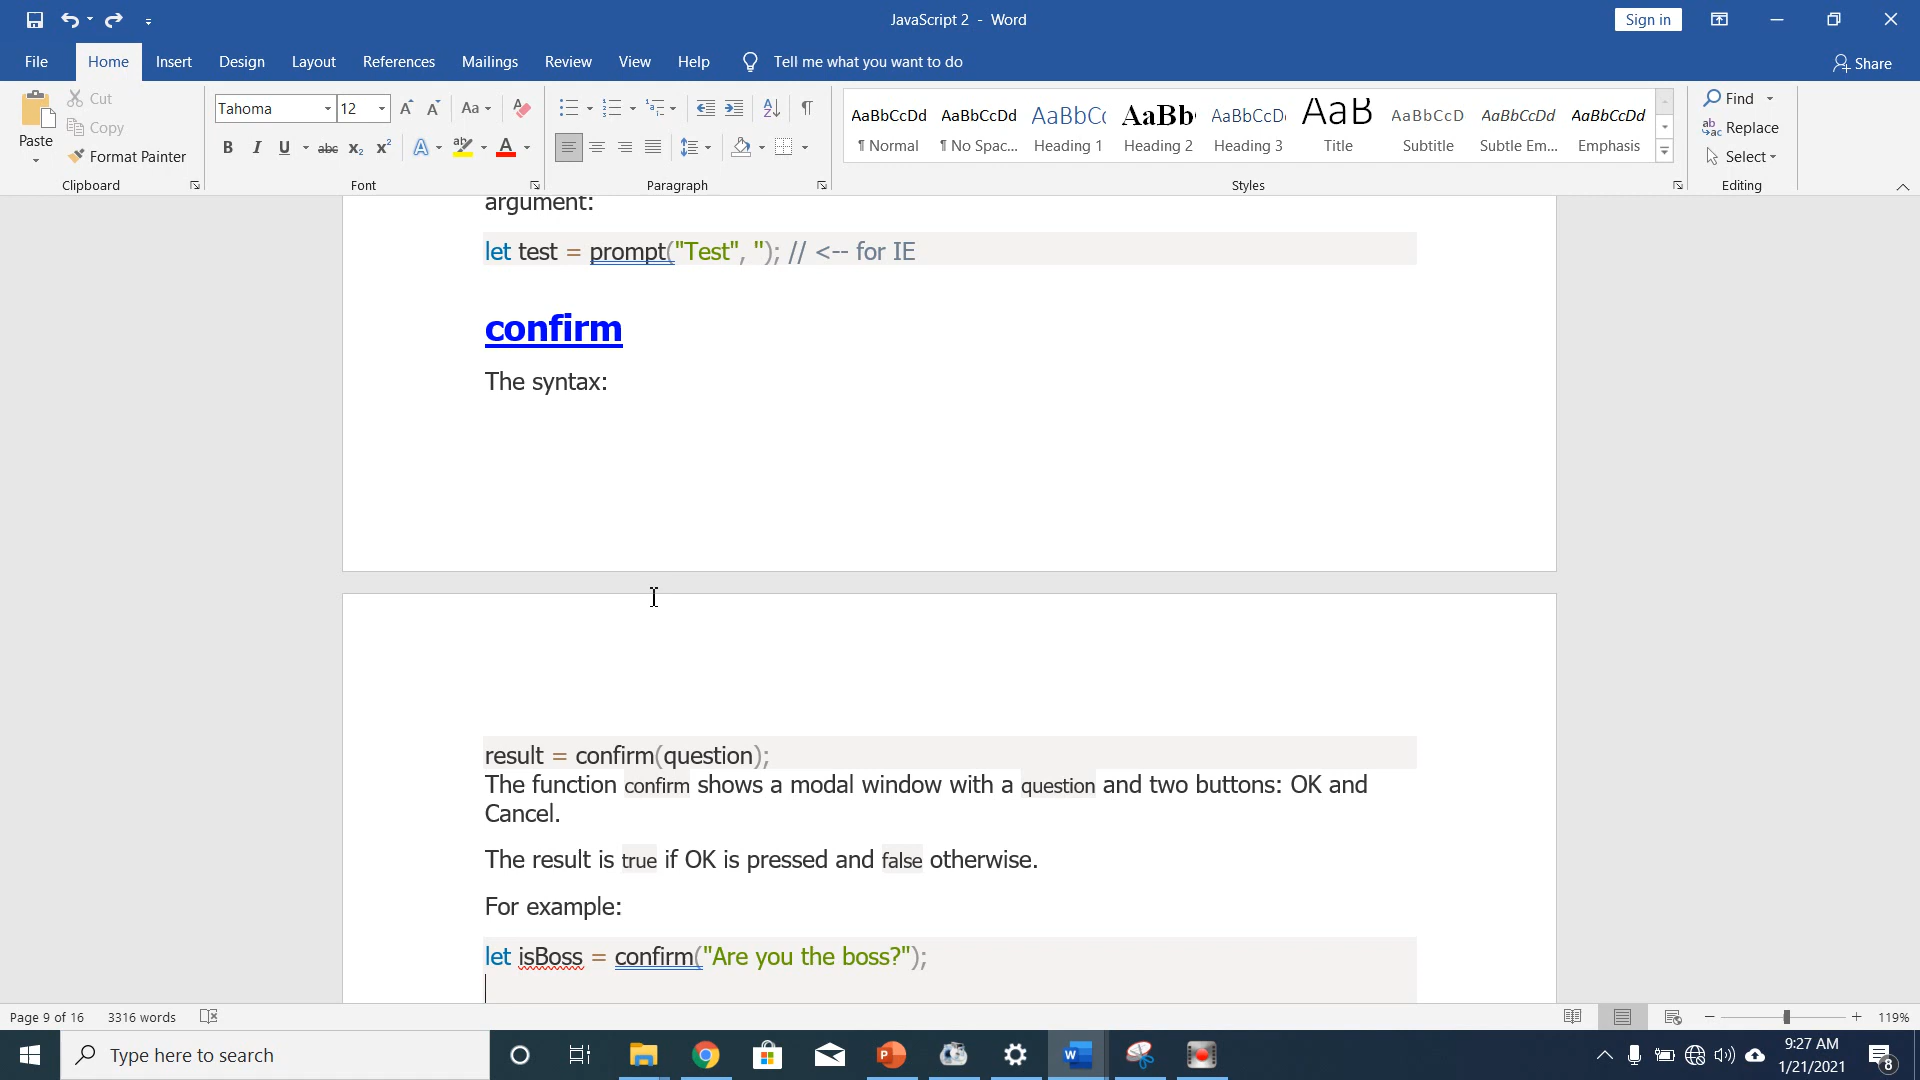 JavaScript 2 - Word
Sign in
File Home Insert Design Layout References Mailings Review View Help Tell me what you want to do Share
Paste
Cut
Copy
Format Painter
Clipboard
Tahoma 12
Font
Paragraph
AaBbCcDd AaBbCcDd AaBbCc AaBb AaBbCcD AaB AaBbCcD AaBbCcDd AaBbCcDd
¶ Normal ¶ No Spac... Heading 1 Heading 2 Heading 3 Title Subtitle Subtle Em... Emphasis
Styles
Find
Replace
Select
Editing
argument:
let test = prompt("Test", ''); // <-- for IE
confirm
The syntax:
result = confirm(question);
The function confirm shows a modal window with a question and two buttons: OK and
Cancel.
The result is true if OK is pressed and false otherwise.
For example:
let isBoss = confirm("Are you the boss?");
Page 9 of 16 3316 words 119%
Type here to search
9:27 AM
1/21/2021
8